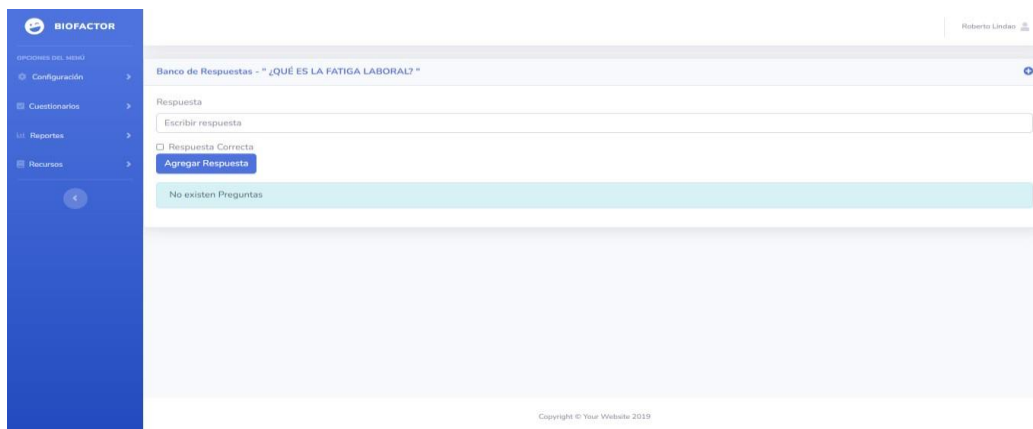 BIOFACTOR
Roberto Lindao
OPCIONES DEL MENÚ
Configuración
Cuestionarios
Reportes
Recursos
Banco de Respuestas - " ¿QUÉ ES LA FATIGA LABORAL? "
Respuesta
Escribir respuesta
Respuesta Correcta
Agregar Respuesta
No existen Preguntas
Copyright © Your Website 2019